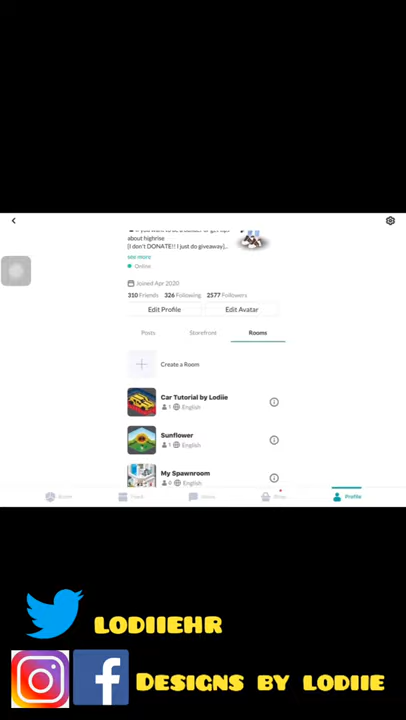 about highrise
[I don't DONATE!! I just do giveaway]..
see more
Online
Joined Apr 2020
310 Friends 326 Following 2577 Followers
Edit Profile Edit Avatar
Posts Storefront Rooms
Create a Room
Car Tutorial by Lodiie
1 English
Sunflower
1 English
My Spawnroom
0 English
Feed Shop Profile
LODIIEHR
DESIGNS BY LODIIE